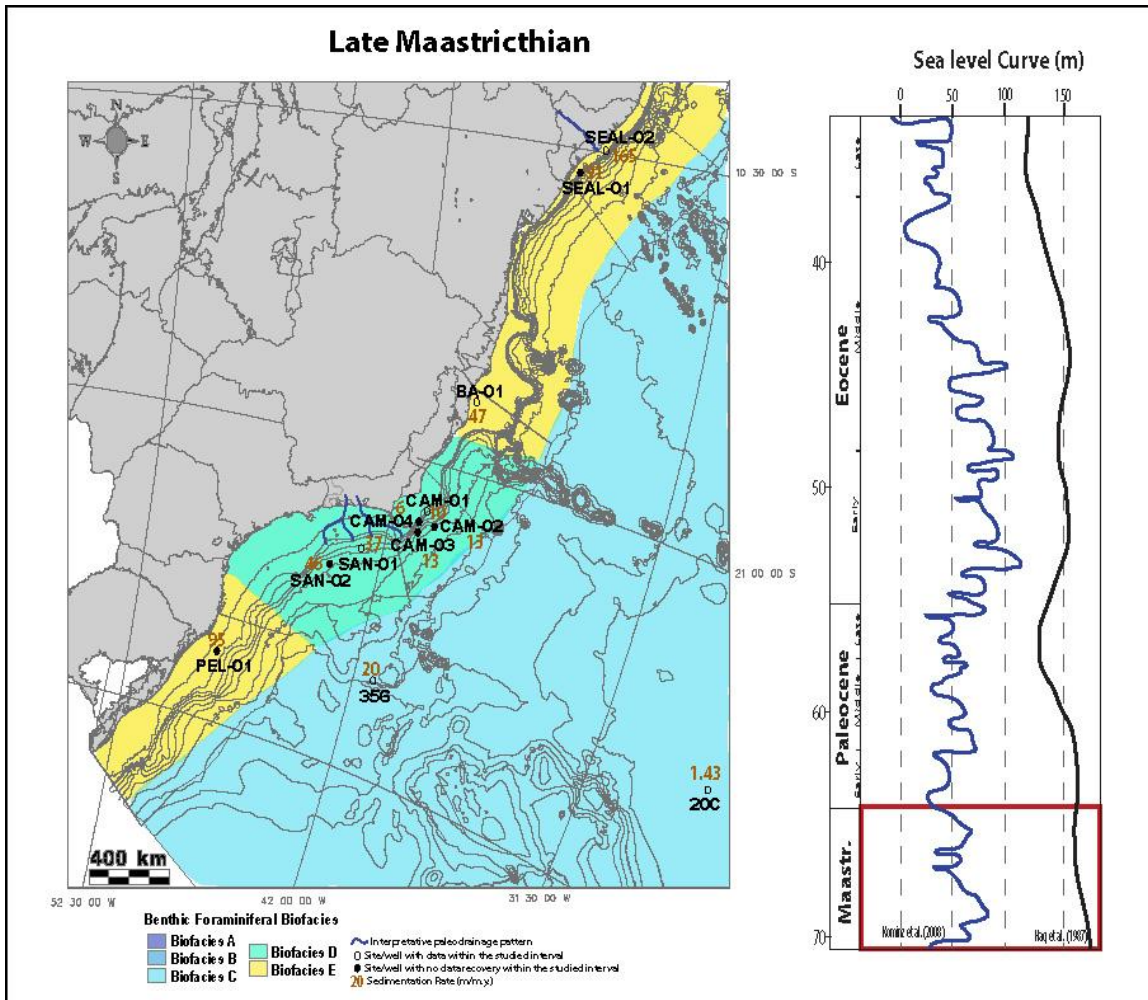 Late Maastricthian
Sea level Curve (m)
0 50 100 150
N
W E
S
SEAL-02
165
91
SEAL-01
10 30 00 S
BA-01
47
CAM-01
6
10
CAM-04
CAM-02
CAM-03
13
13
37
46
SAN-01
SAN-02
21 00 00 S
95
PEL-01
20
356
1.43
20C
400 km
52 30 00 W
42 00 00 W
31 30 00 W
Late
40
Middle
Eocene
50
Early
Late
Middle
Paleocene
60
Early
Maastr.
70
Kominz et al. (2008)
Haq et al. (1987)
Benthic Foraminiferal Biofacies
Biofacies A
Biofacies B
Biofacies C
Biofacies D
Biofacies E
Interpretative paleodrainage pattern
Site/well with data within the studied interval
Site/well with no data recovery within the studied interval
20 Sedimentation Rate (m/m.y.)